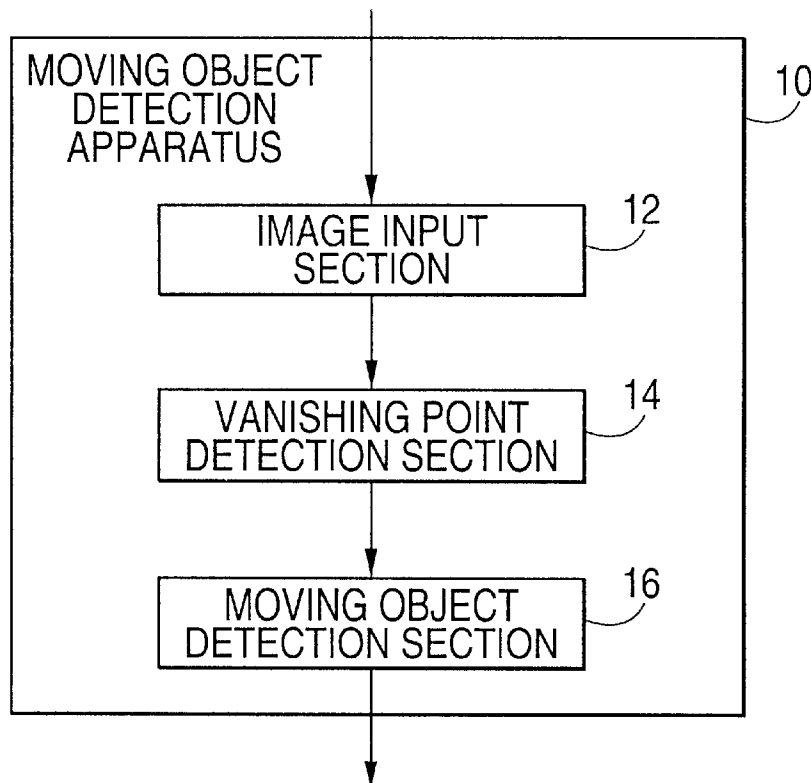 MOVING OBJECT
DETECTION
APPARATUS
10
IMAGE INPUT
SECTION
12
VANISHING POINT
DETECTION SECTION
14
MOVING OBJECT
DETECTION SECTION
16